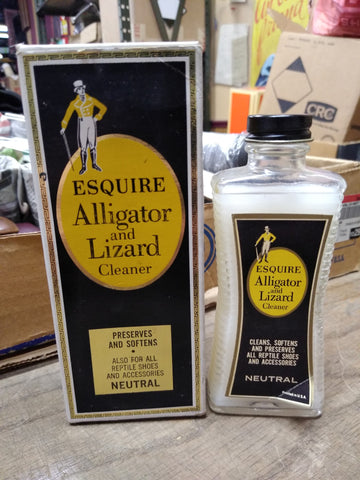 ESQUIRE
Alligator
and
Lizard
Cleaner
PRESERVES
AND SOFTENS
•
ALSO FOR ALL
REPTILE SHOES
AND ACCESSORIES
NEUTRAL
ESQUIRE
Alligator
and
Lizard
Cleaner
CLEANS, SOFTENS
AND PRESERVES
ALL REPTILE SHOES
AND ACCESSORIES
NEUTRAL
CRC